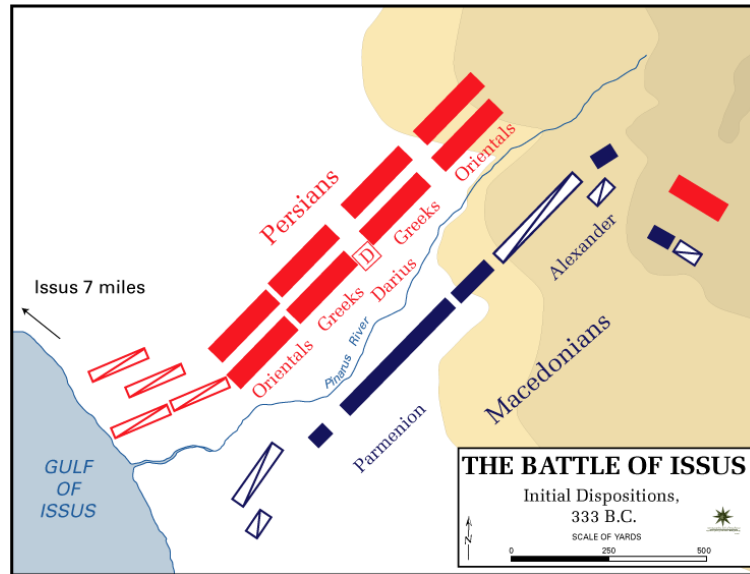 Persians
Orientals
Greeks
D
Darius
Greeks
Orientals
Issus 7 miles
Pinarus River
Alexander
Macedonians
Parmenion
GULF
OF
ISSUS
THE BATTLE OF ISSUS
Initial Dispositions,
333 B.C.
SCALE OF YARDS
0 250 500
N